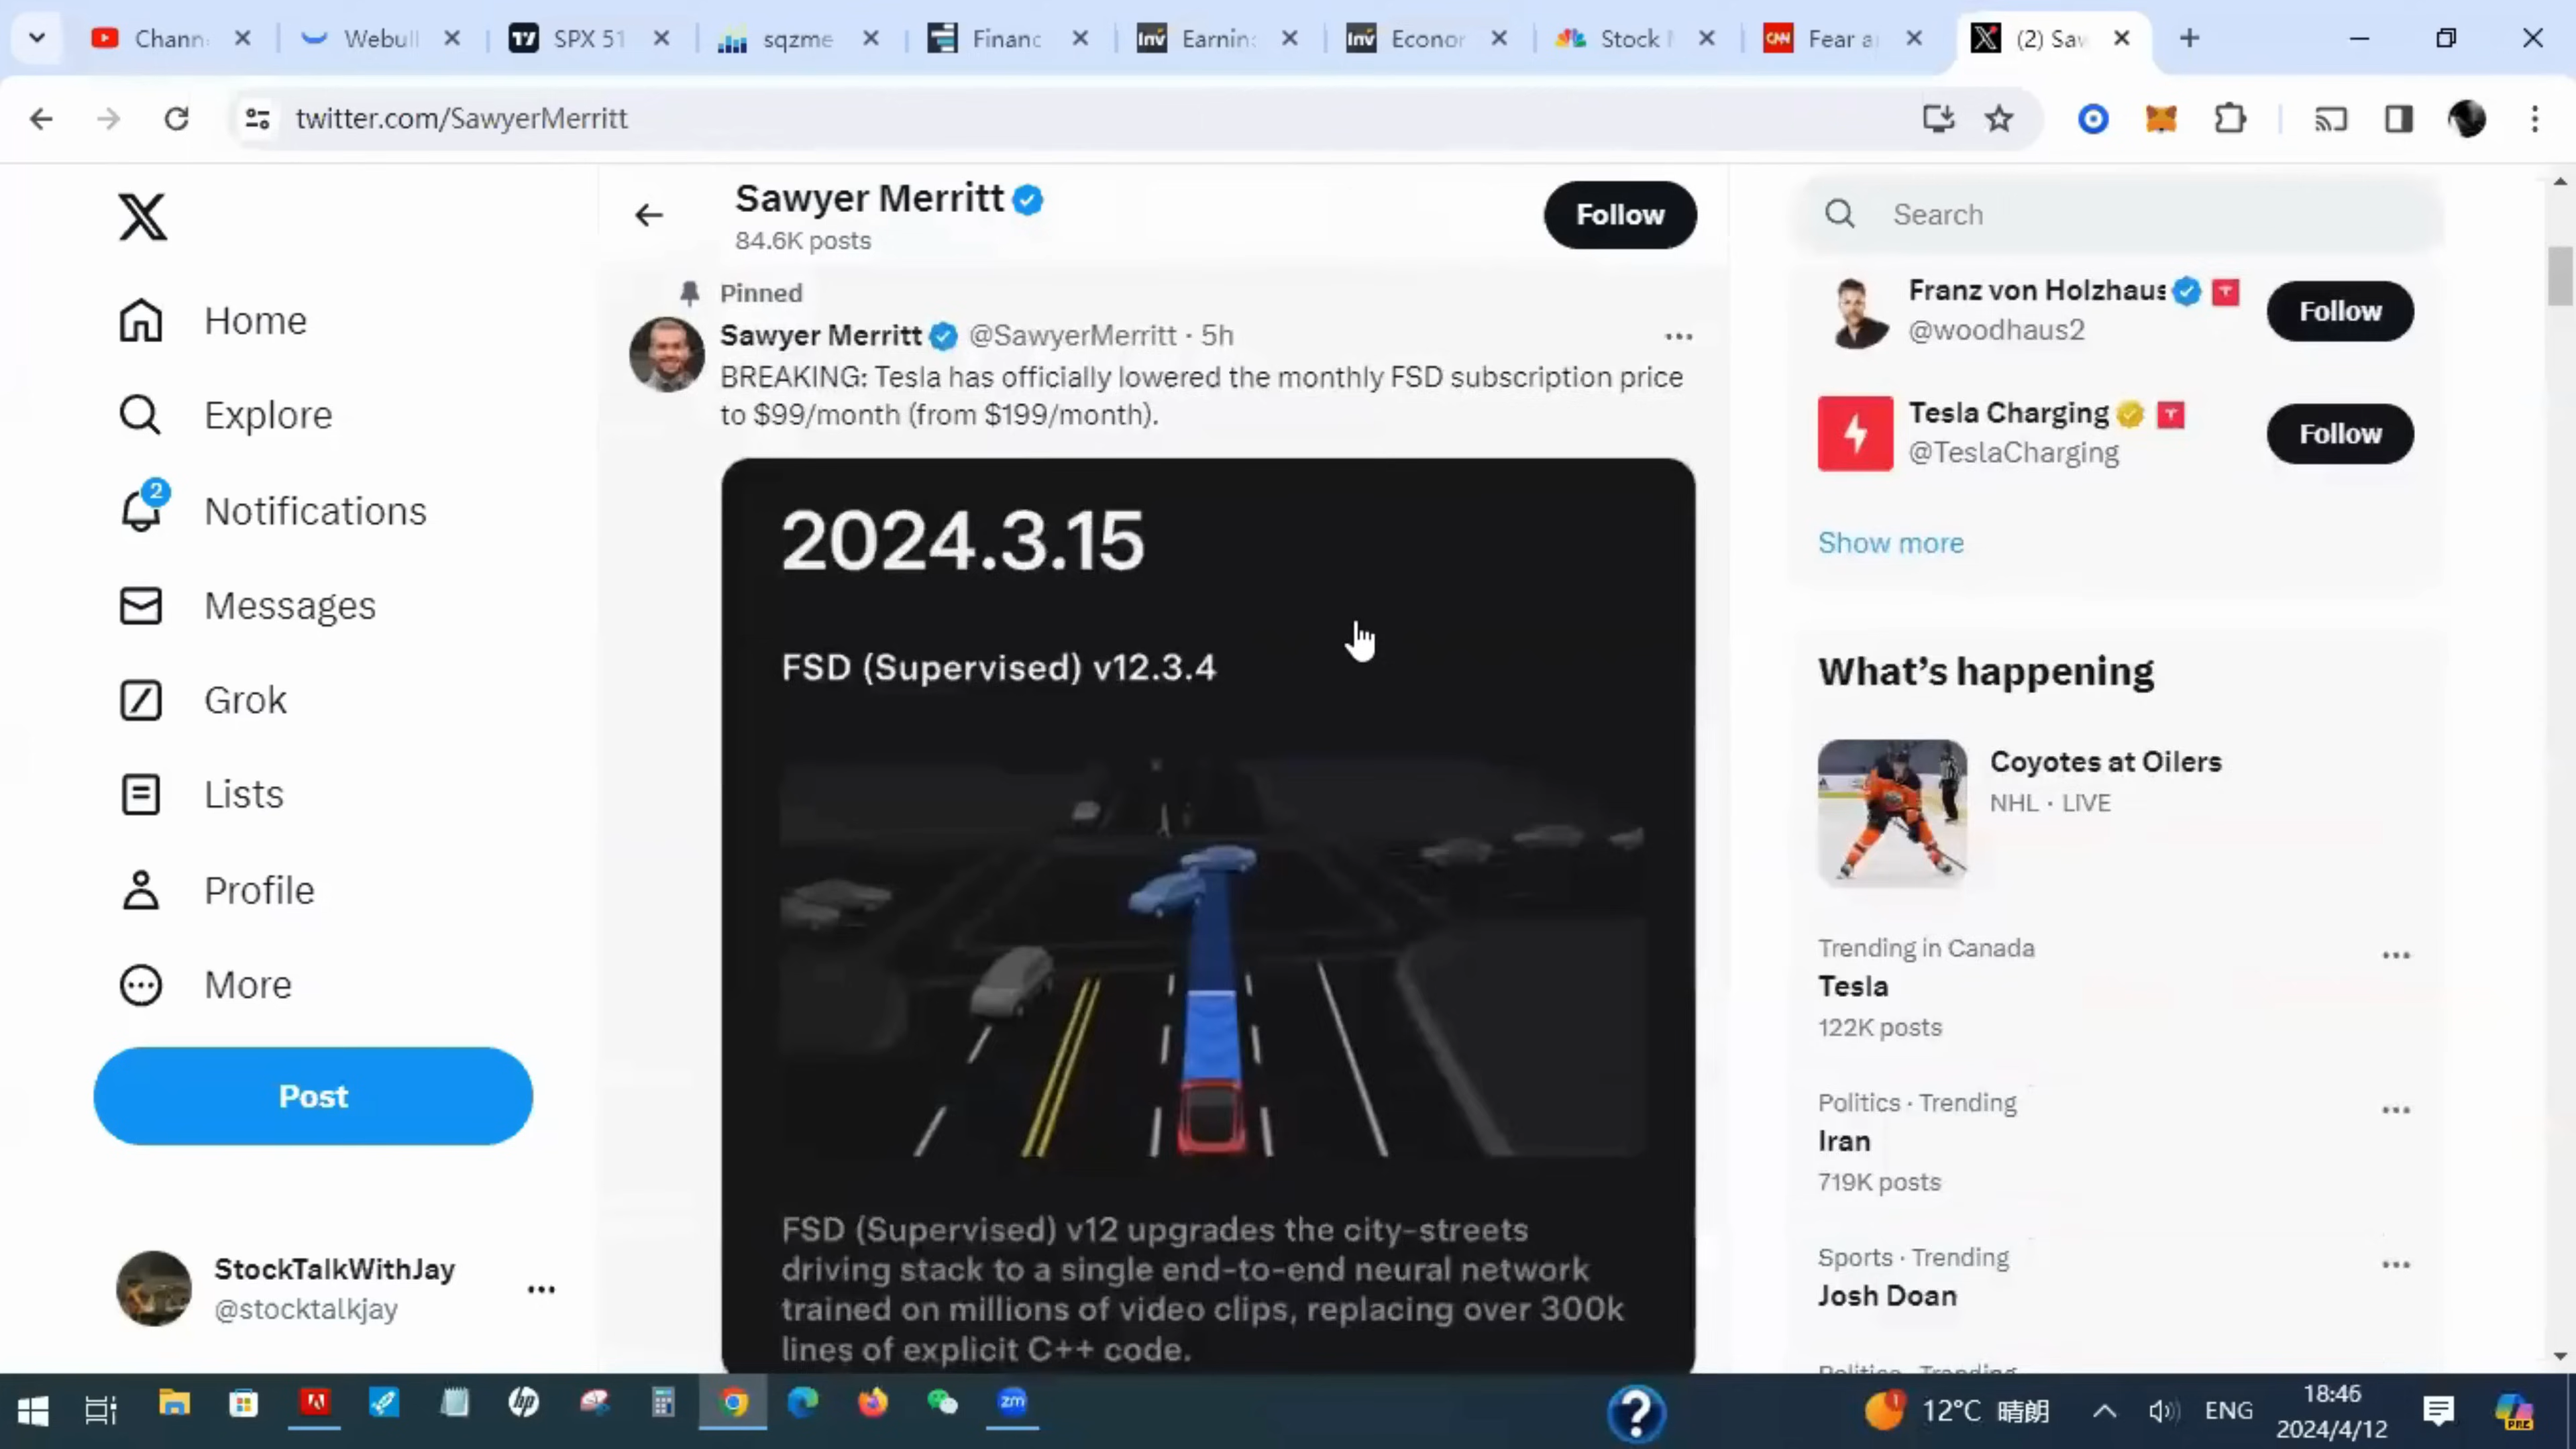 Chann
Webull
SPX 51
sqzme
Financ
Earnin
Econor
Stock
Fear a
(2) Saw
twitter.com/SawyerMerritt
Sawyer Merritt
84.6K posts
Follow
Search
Home
Explore
2
Notifications
Messages
Grok
Lists
Profile
More
Post
StockTalkWithJay
@stocktalkjay
Pinned
Sawyer Merritt @SawyerMerritt · 5h
BREAKING: Tesla has officially lowered the monthly FSD subscription price
to $99/month (from $199/month).
2024.3.15
FSD (Supervised) v12.3.4
FSD (Supervised) v12 upgrades the city-streets
driving stack to a single end-to-end neural network
trained on millions of video clips, replacing over 300k
lines of explicit C++ code.
Franz von Holzhaus
@woodhaus2
Follow
Tesla Charging
@TeslaCharging
Follow
Show more
What's happening
Coyotes at Oilers
NHL · LIVE
Trending in Canada
Tesla
122K posts
Politics · Trending
Iran
719K posts
Sports · Trending
Josh Doan
Politics · Trending
12°C 晴朗
ENG
18:46
2024/4/12